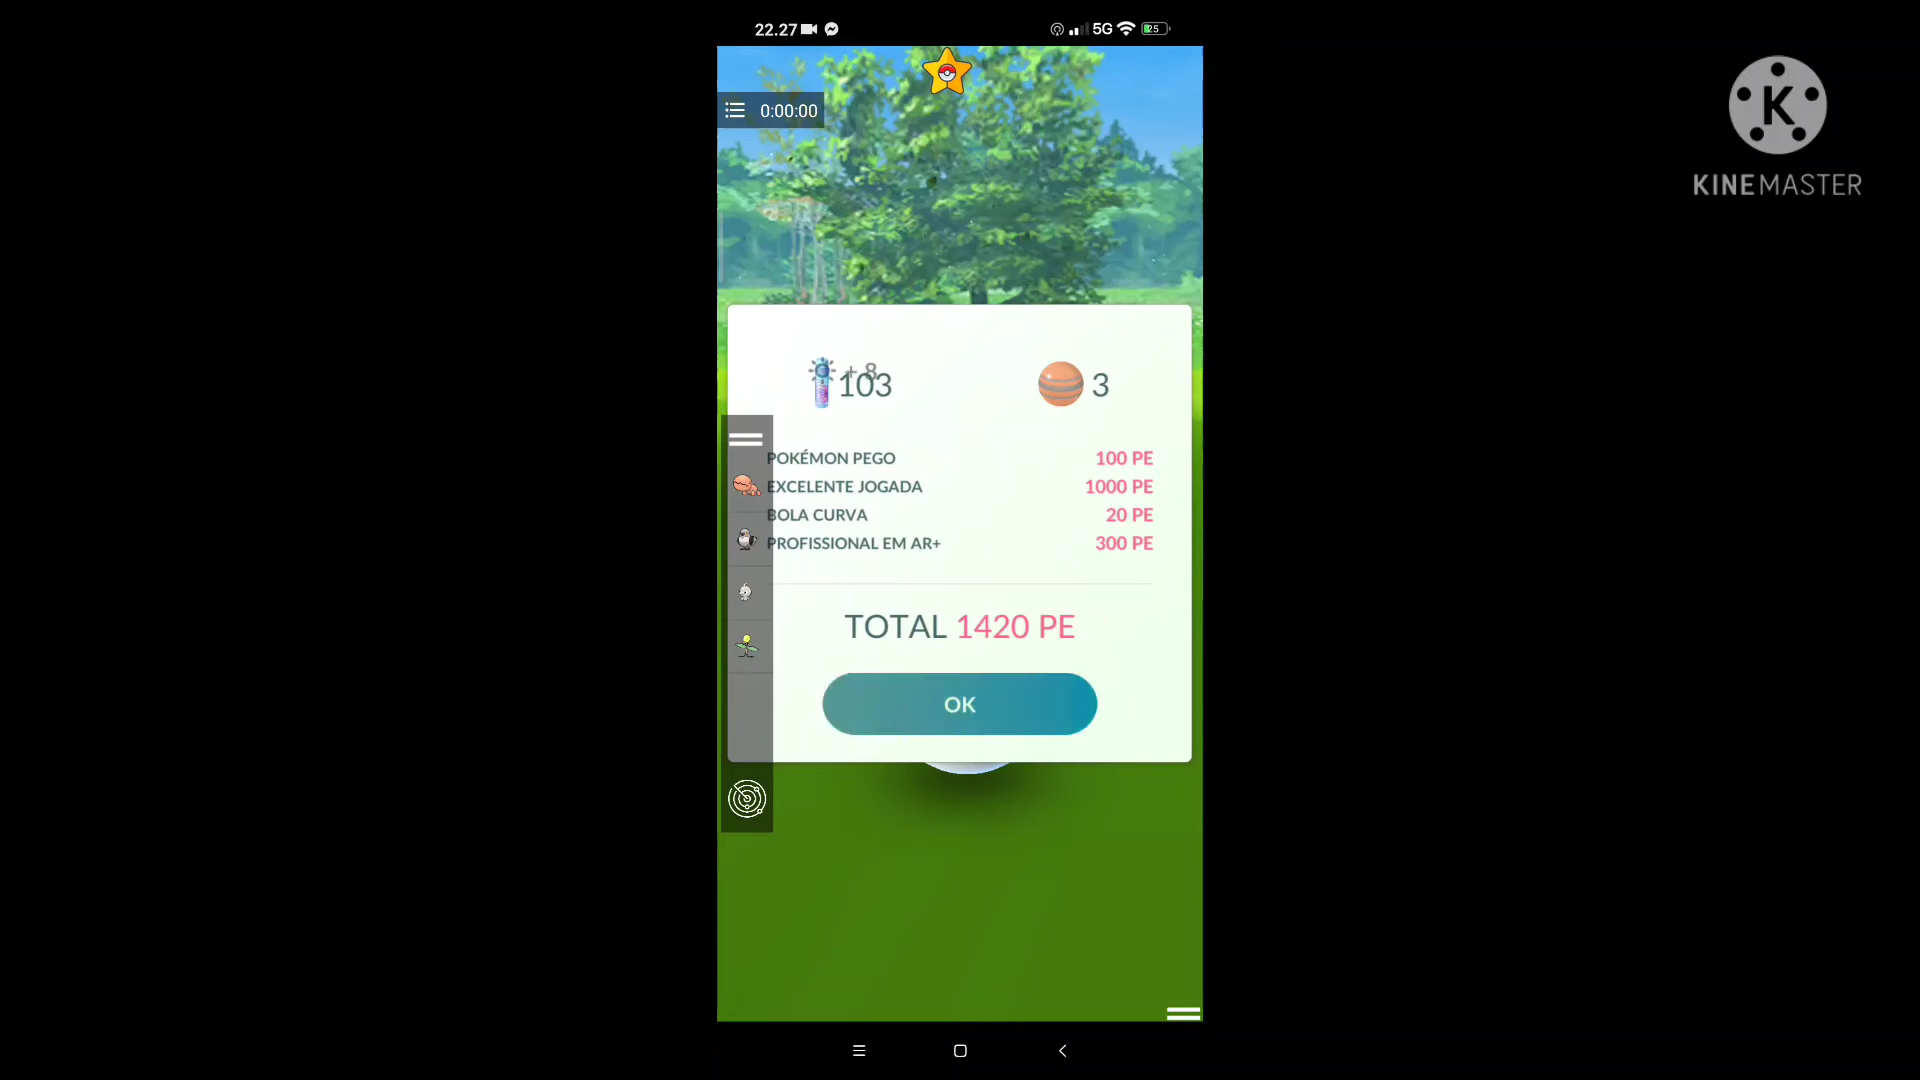 22.27
5G
25
0:00:00
K
KINEMASTER
+ 8
103
3
POKÉMON PEGO 100 PE
EXCELENTE JOGADA 1000 PE
BOLA CURVA 20 PE
PROFISSIONAL EM AR+ 300 PE
TOTAL 1420 PE
OK